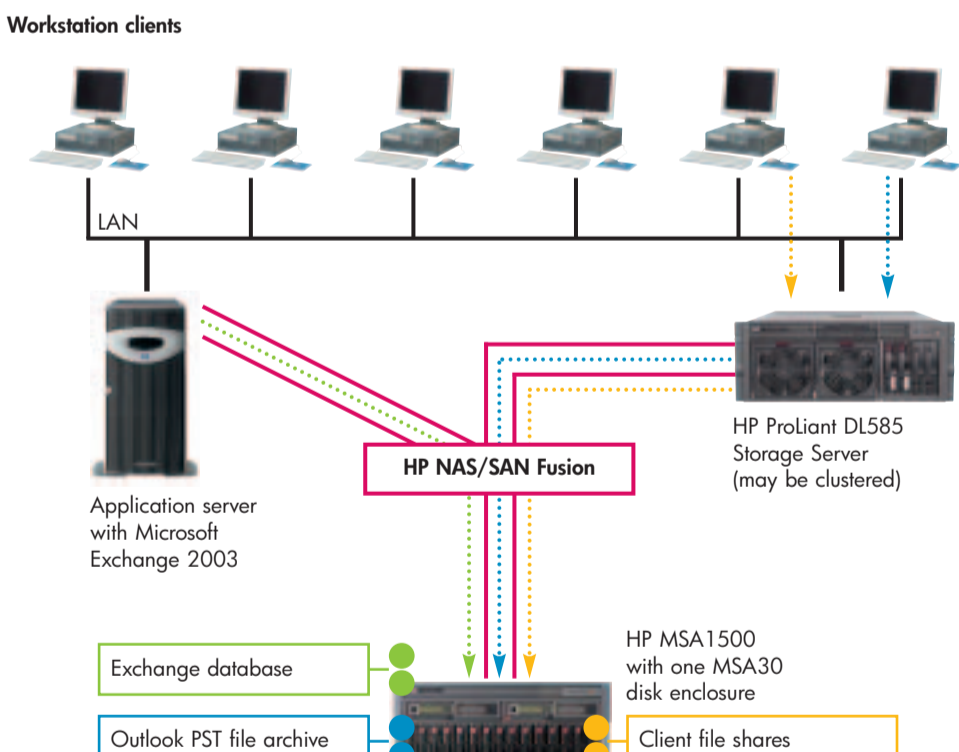 Workstation clients
LAN
HP ProLiant DL585
Storage Server
(may be clustered)
HP NAS/SAN Fusion
Application server
with Microsoft
Exchange 2003
HP MSA1500
with one MSA30
disk enclosure
Exchange database
Outlook PST file archive
Client file shares